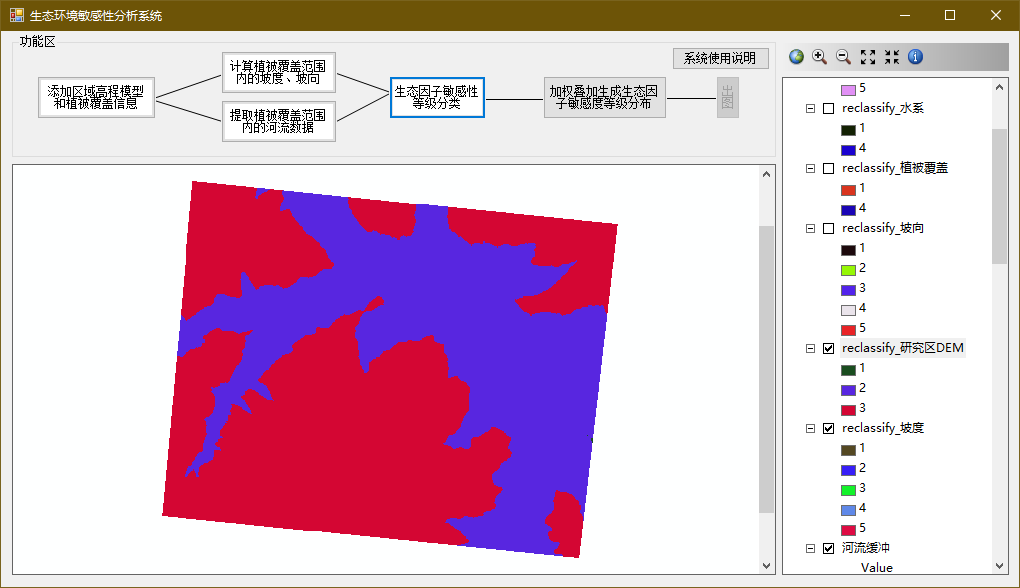 生态环境敏感性分析系统
功能区
系统使用说明
添加区域高程模型
和植被覆盖信息
计算植被覆盖范围
内的坡度、坡向
提取植被覆盖范围
内的河流数据
生态因子敏感性
等级分类
加权叠加生成生态因
子敏感度等级分布
出
图
5
reclassify_水系
1
4
reclassify_植被覆盖
1
4
reclassify_坡向
1
2
3
4
5
reclassify_研究区DEM
1
2
3
reclassify_坡度
1
2
3
4
5
河流缓冲
Value